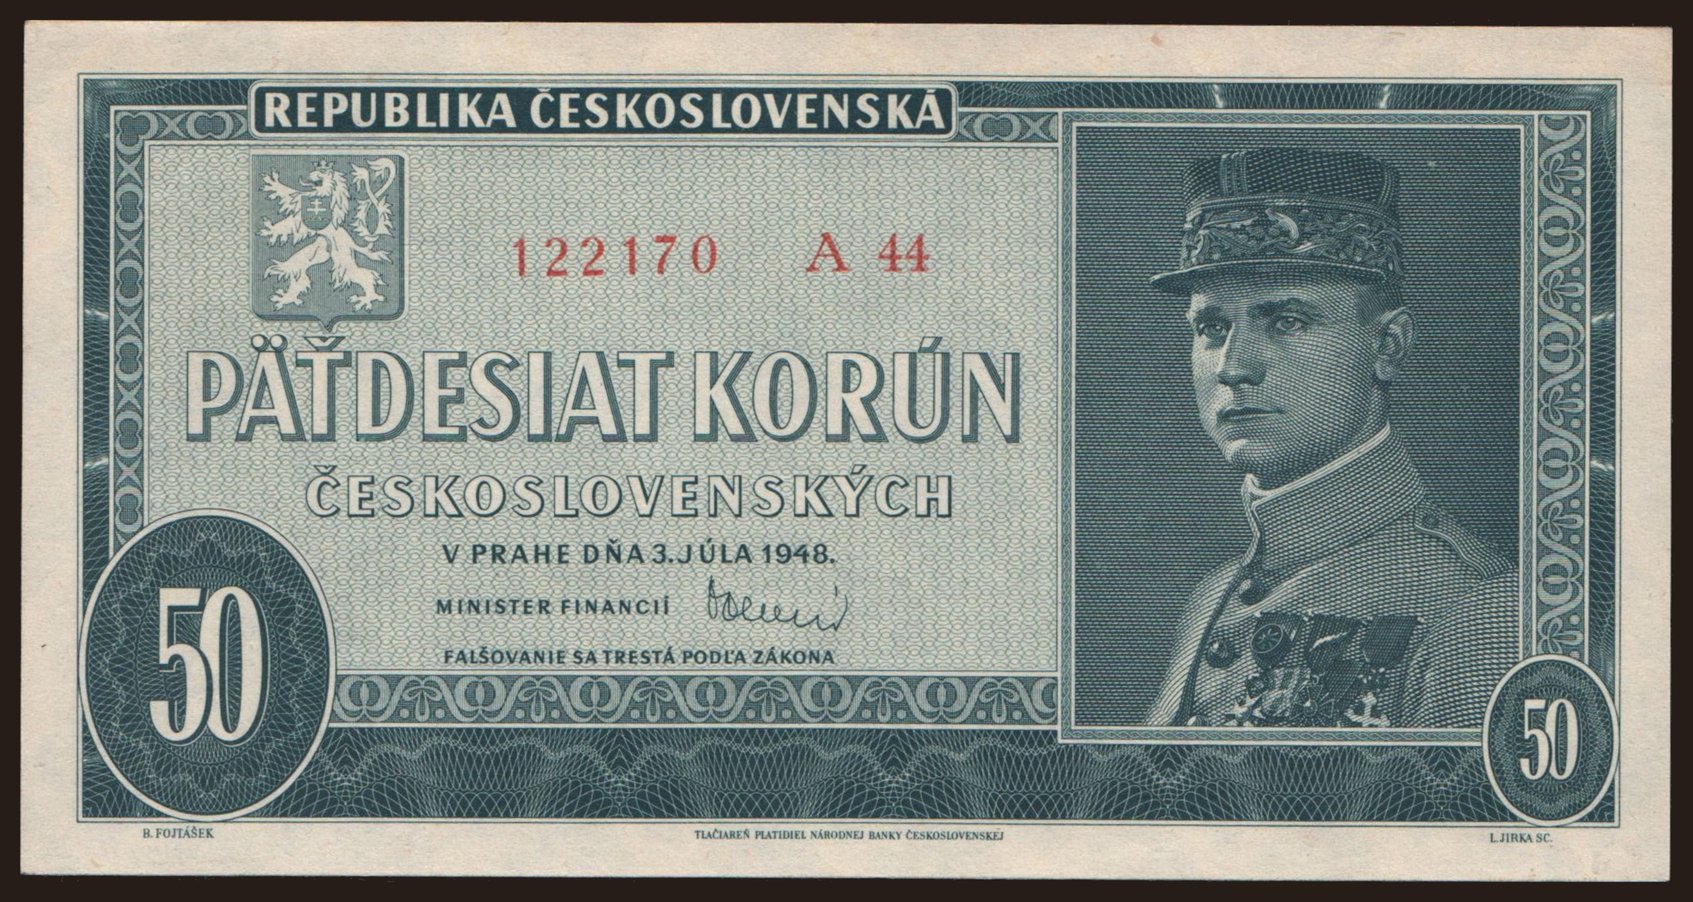 REPUBLIKA ČESKOSLOVENSKÁ
122170 A 44
PÄŤDESIAT KORÚN
ČESKOSLOVENSKÝCH
V PRAHE DŇA 3. JÚLA 1948.
MINISTER FINANCIÍ
FALŠOVANIE SA TRESTÁ PODĽA ZÁKONA
50
50
B. FOJTÁŠEK
TLAČIAREŇ PLATIDIEL NÁRODNEJ BANKY ČESKOSLOVENSKEJ
L. JIRKA SC.